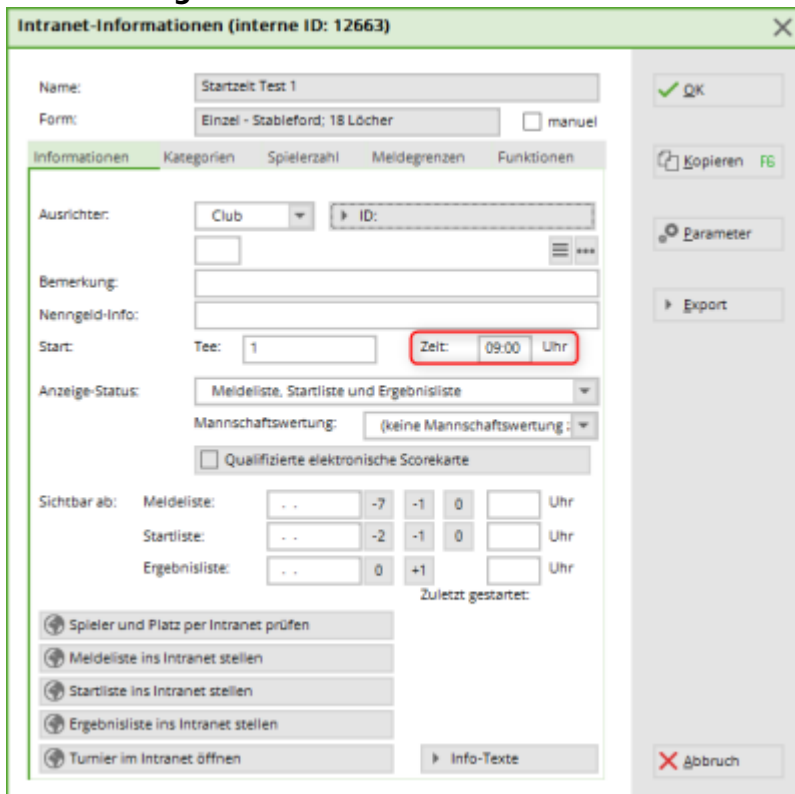 Intranet-Informationen (interne ID: 12663)
Name: Startzeit Test 1
Form: Einzel - Stableford; 18 Löcher manuel
OK
Informationen Kategorien Spielerzahl Meldegrenzen Funktionen
Kopieren F6
Ausrichter: Club ID:
Parameter
Bemerkung:
Nenngeld-Info:
Export
Start: Tee: 1 Zeit: 09:00 Uhr
Anzeige-Status: Meldeliste, Startliste und Ergebnisliste
Mannschaftswertung: (keine Mannschaftswertung
Qualifizierte elektronische Scorekarte
Sichtbar ab: Meldeliste: . . -7 -1 0 Uhr
Startliste: . . -2 -1 0 Uhr
Ergebnisliste: . . 0 +1 Uhr
Zuletzt gestartet:
Spieler und Platz per Intranet prüfen
Meldeliste ins Intranet stellen
Startliste ins Intranet stellen
Ergebnisliste ins Intranet stellen
Turnier im Intranet öffnen Info-Texte
Abbruch